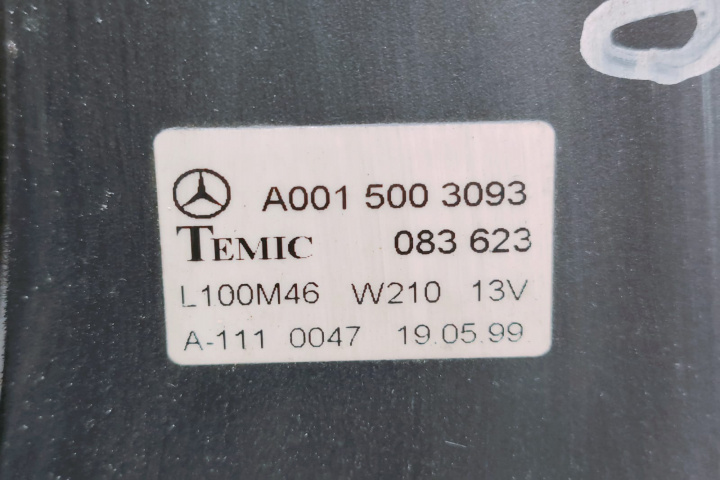 A001 500 3093
TEMIC 083 623
L100M46 W210 13V
A-111 0047 19.05.99